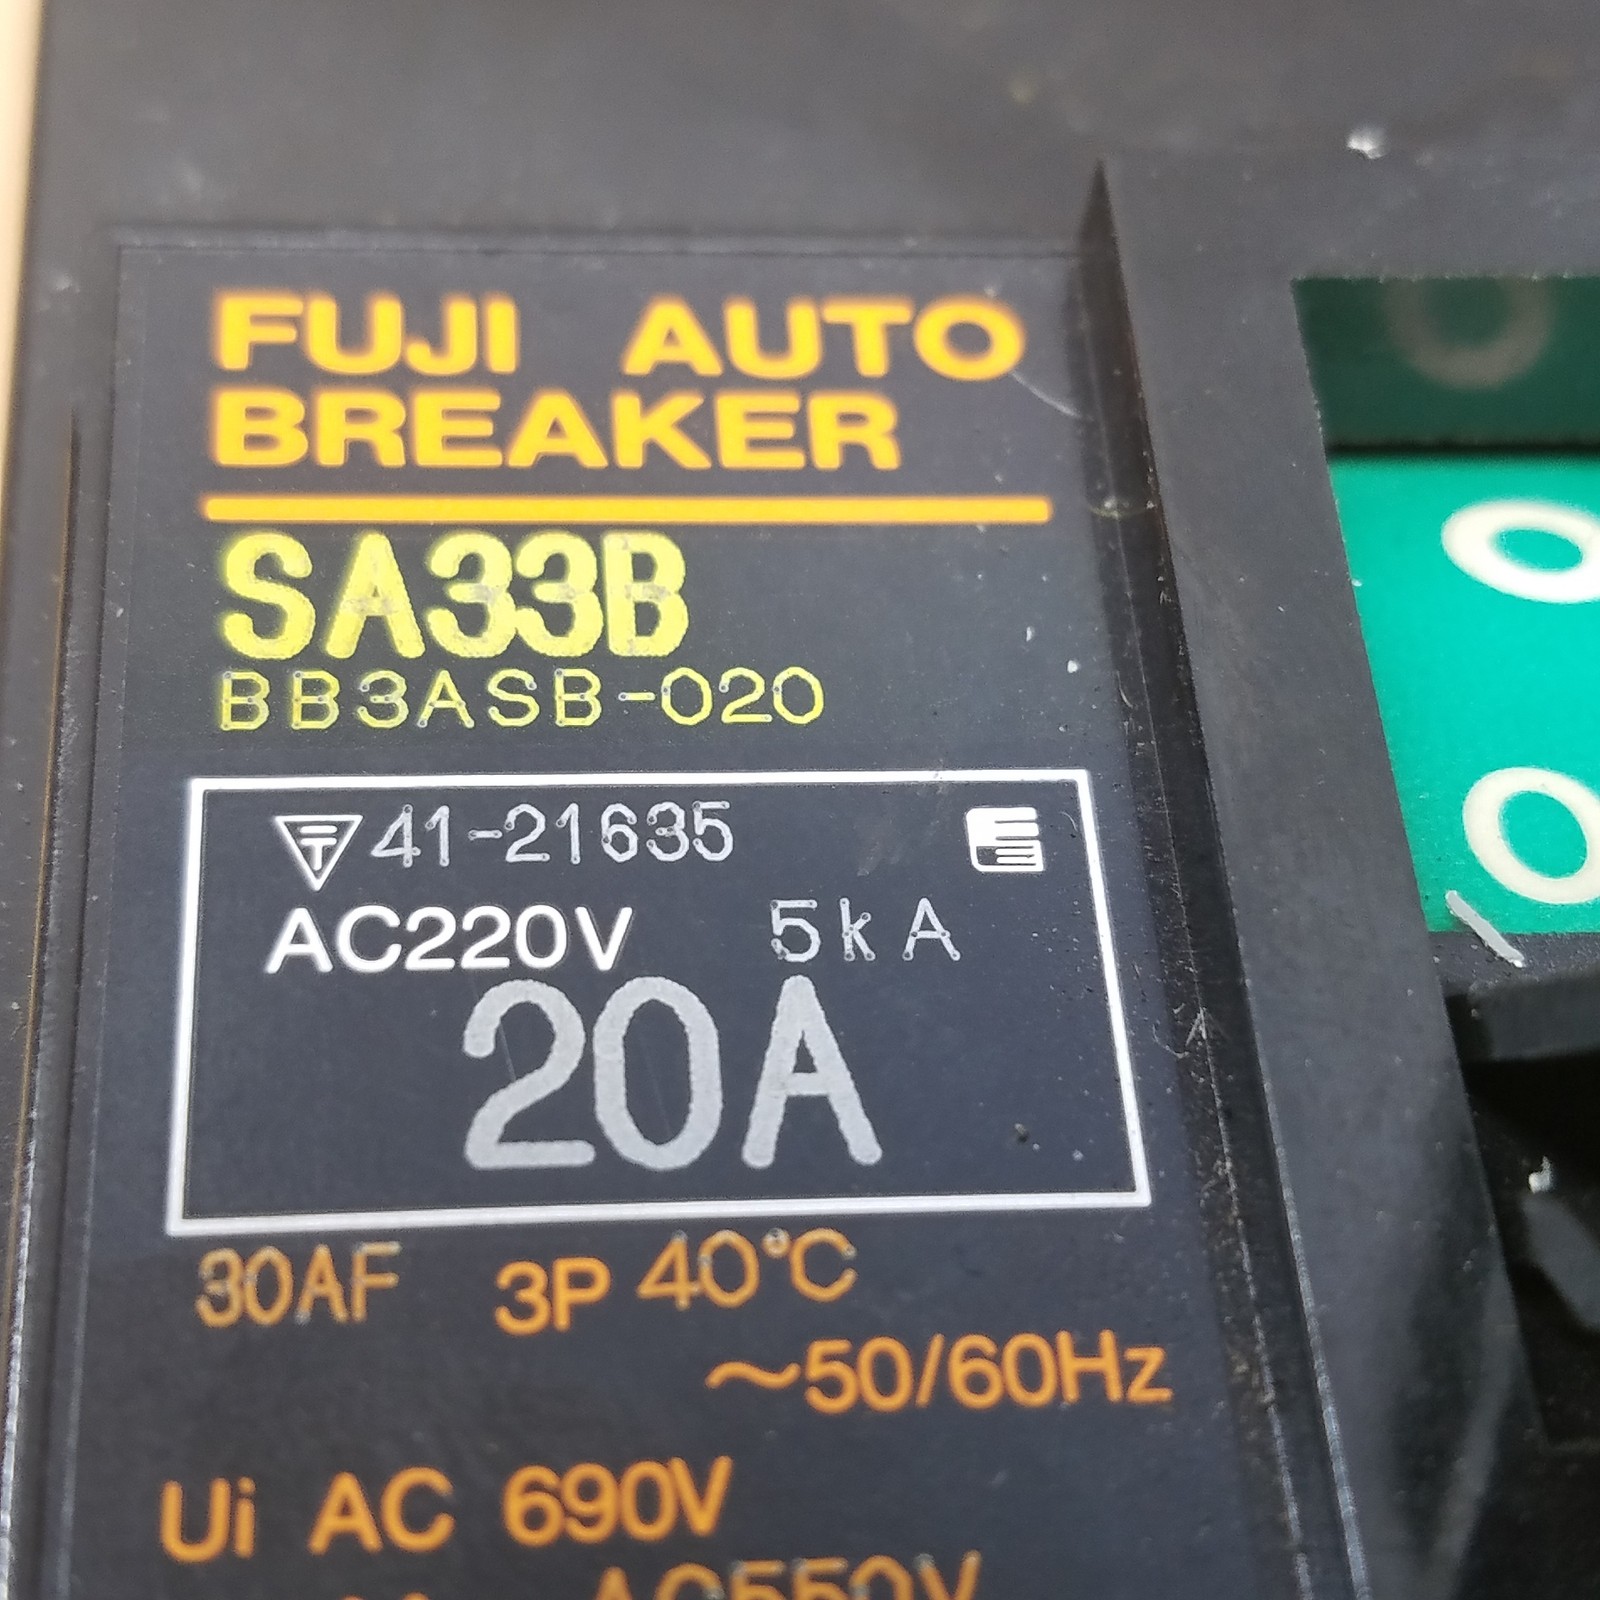 FUJI AUTO
BREAKER
SA33B
BB3ASB-020
41-21635
AC220V 5kA
20A
30AF 3P 40°C
~50/60Hz
Ui AC 690V
AC550V